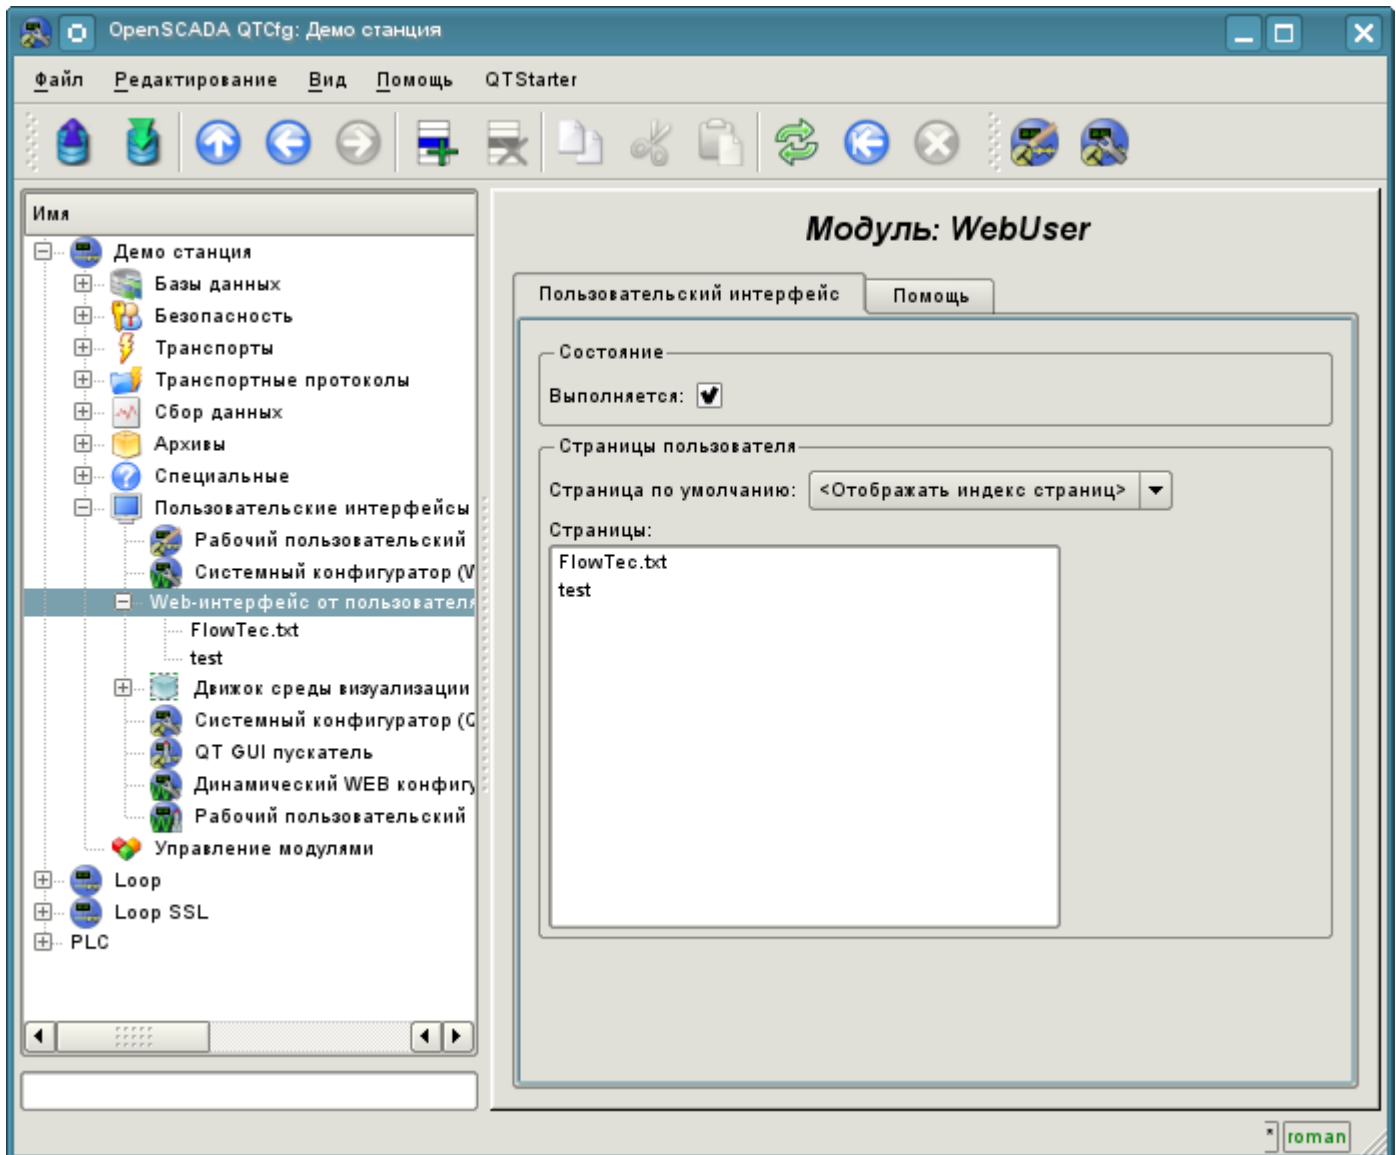 OpenSCADA QTCfg: Демо станция
Файл Редактирование Вид Помощь QTStarter
Имя
Демо станция
Базы данных
Безопасность
Транспорты
Транспортные протоколы
Сбор данных
Архивы
Специальные
Пользовательские интерфейсы
Рабочий пользовательский
Системный конфигуратор (W
Web-интерфейс от пользователя
FlowTec.txt
test
Движок среды визуализации
Системный конфигуратор (Q
QT GUI пускатель
Динамический WEB конфигу
Рабочий пользовательский
Управление модулями
Loop
Loop SSL
PLC
Модуль: WebUser
Пользовательский интерфейс Помощь
Состояние
Выполняется:
Страницы пользователя
Страница по умолчанию: <Отображать индекс страниц>
Страницы:
FlowTec.txt
test
* roman